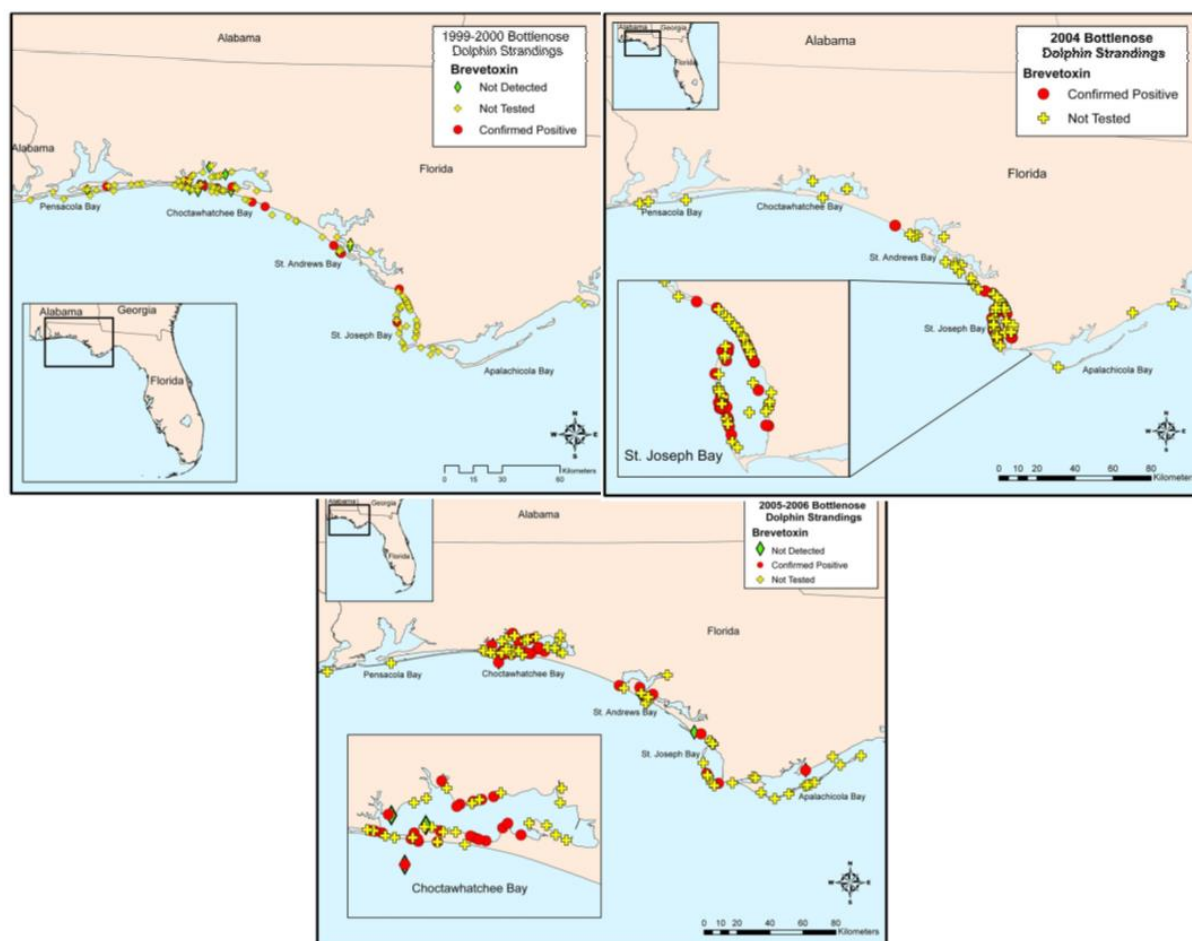 Alabama
1999-2000 Bottlenose
Dolphin Strandings
Brevetoxin
Not Detected
Not Tested
Confirmed Positive
Alabama
Florida
Pensacola Bay
Choctawhatchee Bay
St. Andrews Bay
St. Joseph Bay
Apalachicola Bay
Alabama
Georgia
Florida
N
W
E
S
0 15 30 60
Kilometers
Alabama
Georgia
Florida
Alabama
2004 Bottlenose
Dolphin Strandings
Brevetoxin
Confirmed Positive
Not Tested
Florida
Pensacola Bay
Choctawhatchee Bay
St. Andrews Bay
St. Joseph Bay
Apalachicola Bay
St. Joseph Bay
N
W
E
S
0 10 20 40 60 80
Kilometers
Alabama
Georgia
Florida
Alabama
2005-2006 Bottlenose
Dolphin Strandings
Brevetoxin
Not Detected
Confirmed Positive
Not Tested
Florida
Pensacola Bay
Choctawhatchee Bay
St. Andrews Bay
St. Joseph Bay
Apalachicola Bay
Choctawhatchee Bay
N
W
E
S
0 10 20 40 60 80
Kilometers